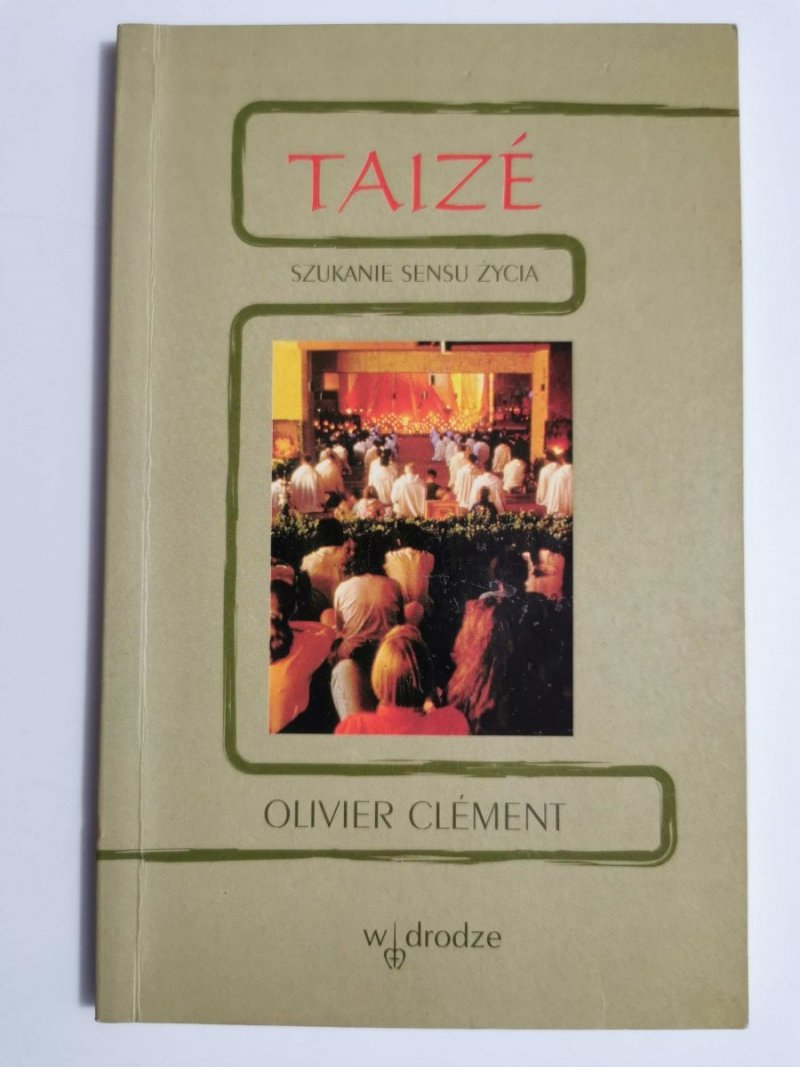 TAIZÉ
SZUKANIE SENSU ŻYCIA
OLIVIER CLÉMENT
w drodze